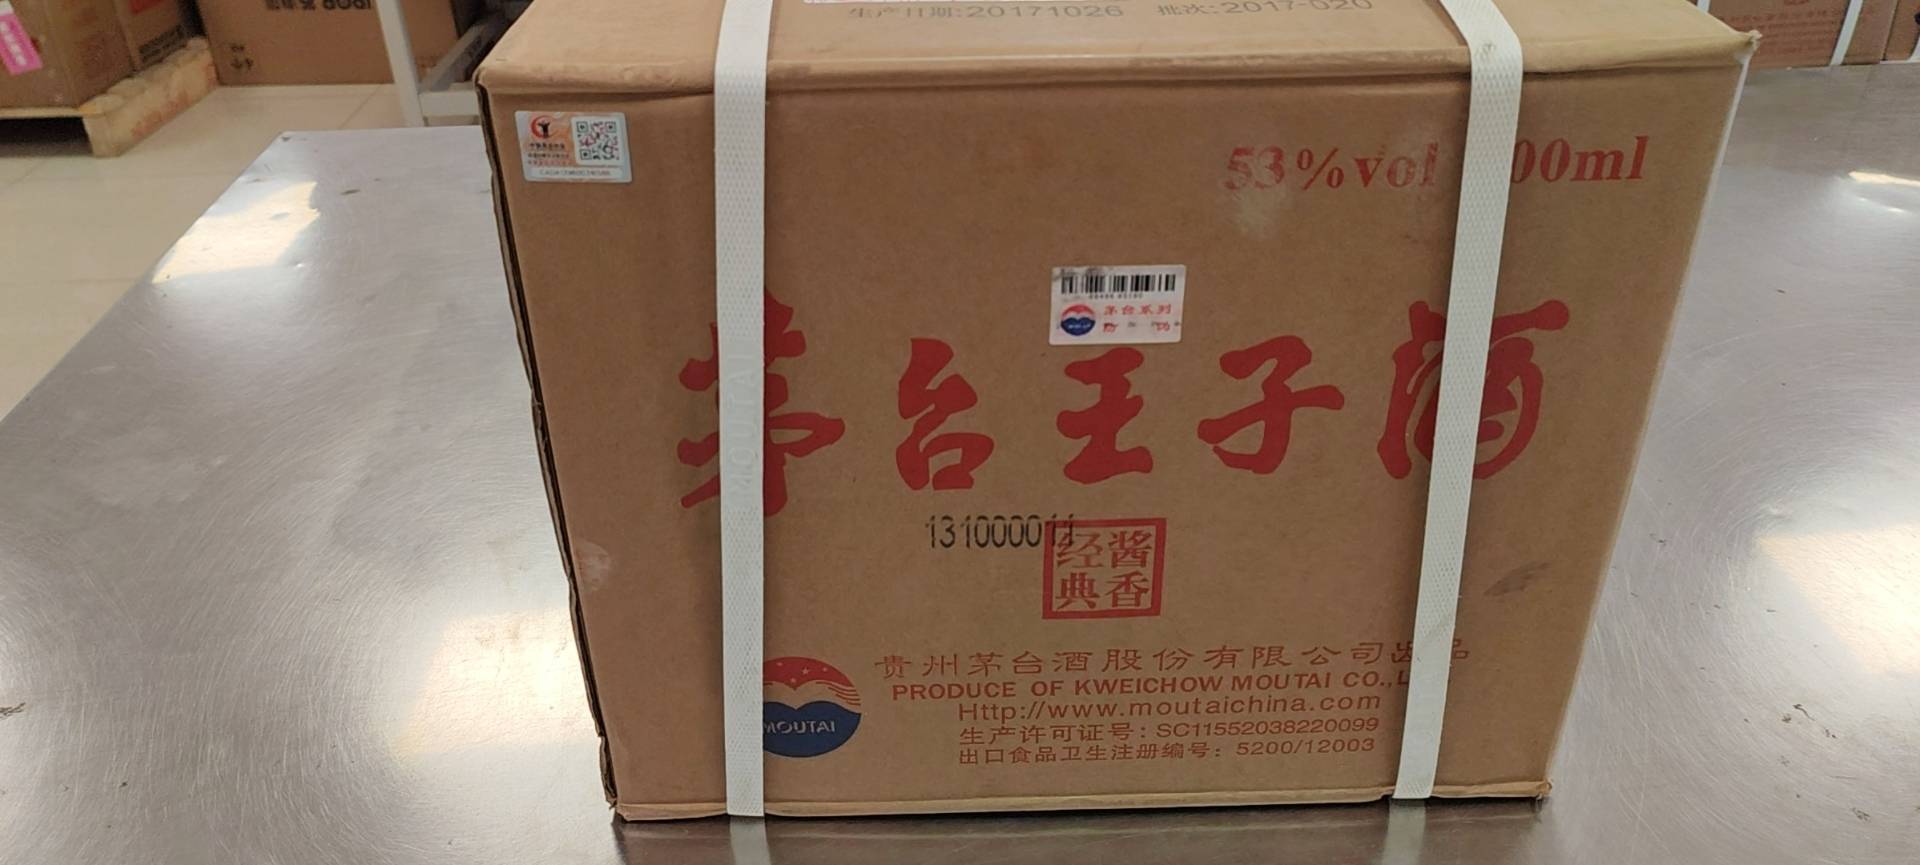 生产日期:20171026 批次:2017-020
53%vol 00ml
茅台系列
茅台王子酒
131000011
经酱
典香
MOUTAI
贵州茅台酒股份有限公司出品
PRODUCE OF KWEICHOW MOUTAI CO.,L
Http://www.moutaichina.com
生产许可证号:SC11552038220099
出口食品卫生注册编号:5200/12003
MOUTAI